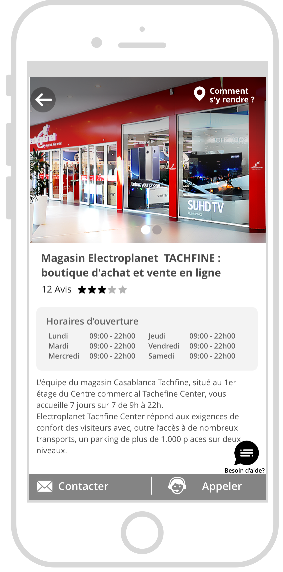 Comment
s'y rendre ?
SUHDTV
Magasin Electroplanet TACHFINE :
boutique d'achat et vente en ligne
12 Avis
Horaires d'ouverture
Lundi 09:00 - 22h00 Jeudi 09:00 - 22h00
Mardi 09:00 - 22h00 Vendredi 09:00 - 22h00
Mercredi 09:00 - 22h00 Samedi 09:00 - 22h00
L'équipe du magasin Casablanca Tachfine, situé au 1er
étage du Centre commercial Tachefine Center, vous
accueille 7 jours sur 7 de 9h à 22h.
Electroplanet Tachfine Center répond aux exigences de
confort des visiteurs avec, outre l'accès à de nombreux
transports, un parking de plus de 1.000 places sur deux
niveaux.
Besoin d'aide?
Contacter
Appeler